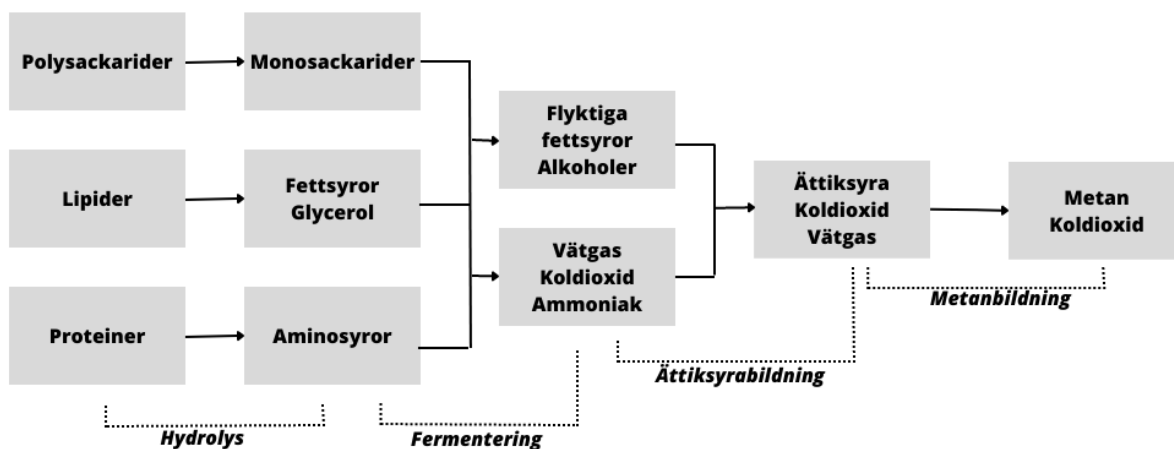 Polysackarider
Monosackarider
Lipider
Fettsyror
Glycerol
Proteiner
Aminosyror
Flyktiga
fettsyror
Alkoholer
Vätgas
Koldioxid
Ammoniak
Ättiksyra
Koldioxid
Vätgas
Metan
Koldioxid
Hydrolys
Fermentering
Ättiksyrabildning
Metanbildning